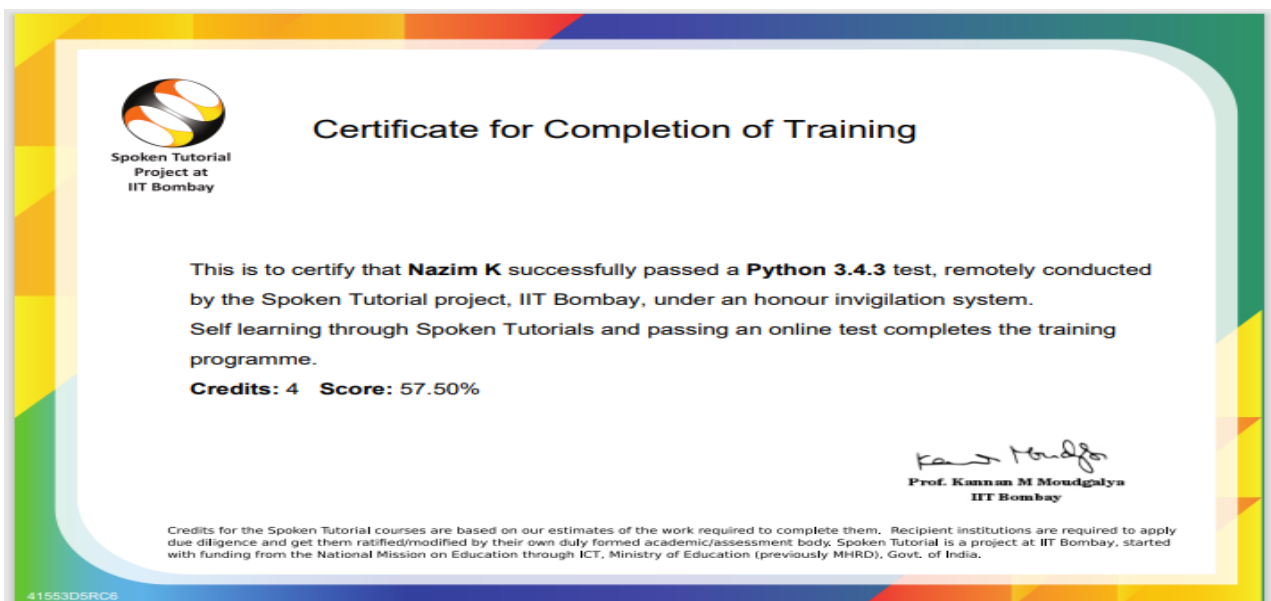 Spoken Tutorial
Project at
IIT Bombay
Certificate for Completion of Training
This is to certify that Nazim K successfully passed a Python 3.4.3 test, remotely conducted
by the Spoken Tutorial project, IIT Bombay, under an honour invigilation system.
Self learning through Spoken Tutorials and passing an online test completes the training
programme.
Credits: 4 Score: 57.50%
Prof. Kannan M Moudgalya
IIT Bombay
Credits for the Spoken Tutorial courses are based on our estimates of the work required to complete them. Recipient institutions are required to apply
due diligence and get them ratified/modified by their own duly formed academic/assessment body. Spoken Tutorial is a project at IIT Bombay, started
with funding from the National Mission on Education through ICT, Ministry of Education (previously MHRD), Govt. of India.
41553D5RC6